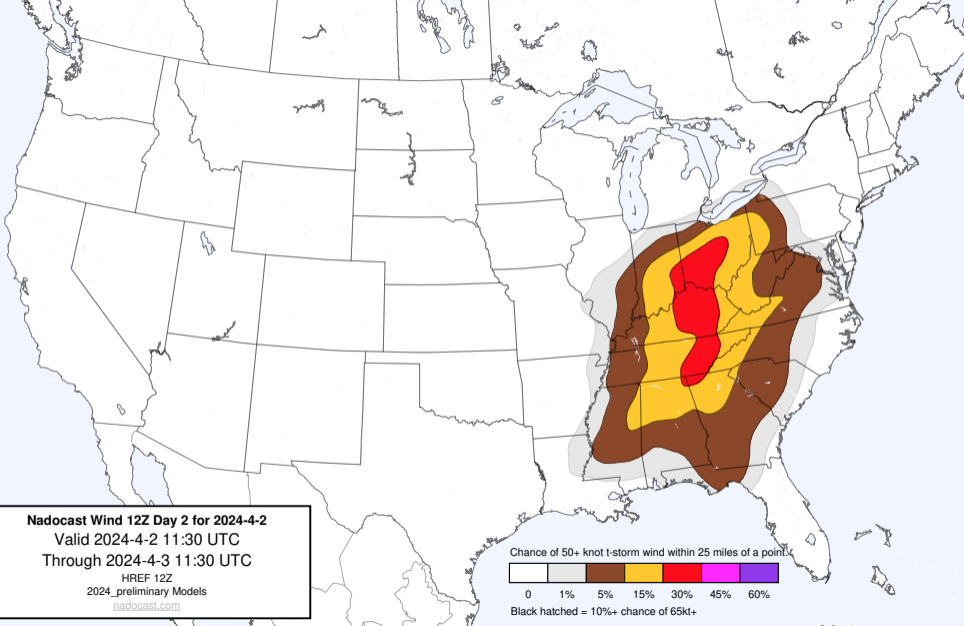 Nadocast Wind 12Z Day 2 for 2024-4-2
Valid 2024-4-2 11:30 UTC
Through 2024-4-3 11:30 UTC
HREF 12Z
2024_preliminary Models
nadocast.com
Chance of 50+ knot t-storm wind within 25 miles of a point.
0 1% 5% 15% 30% 45% 60%
Black hatched = 10%+ chance of 65kt+